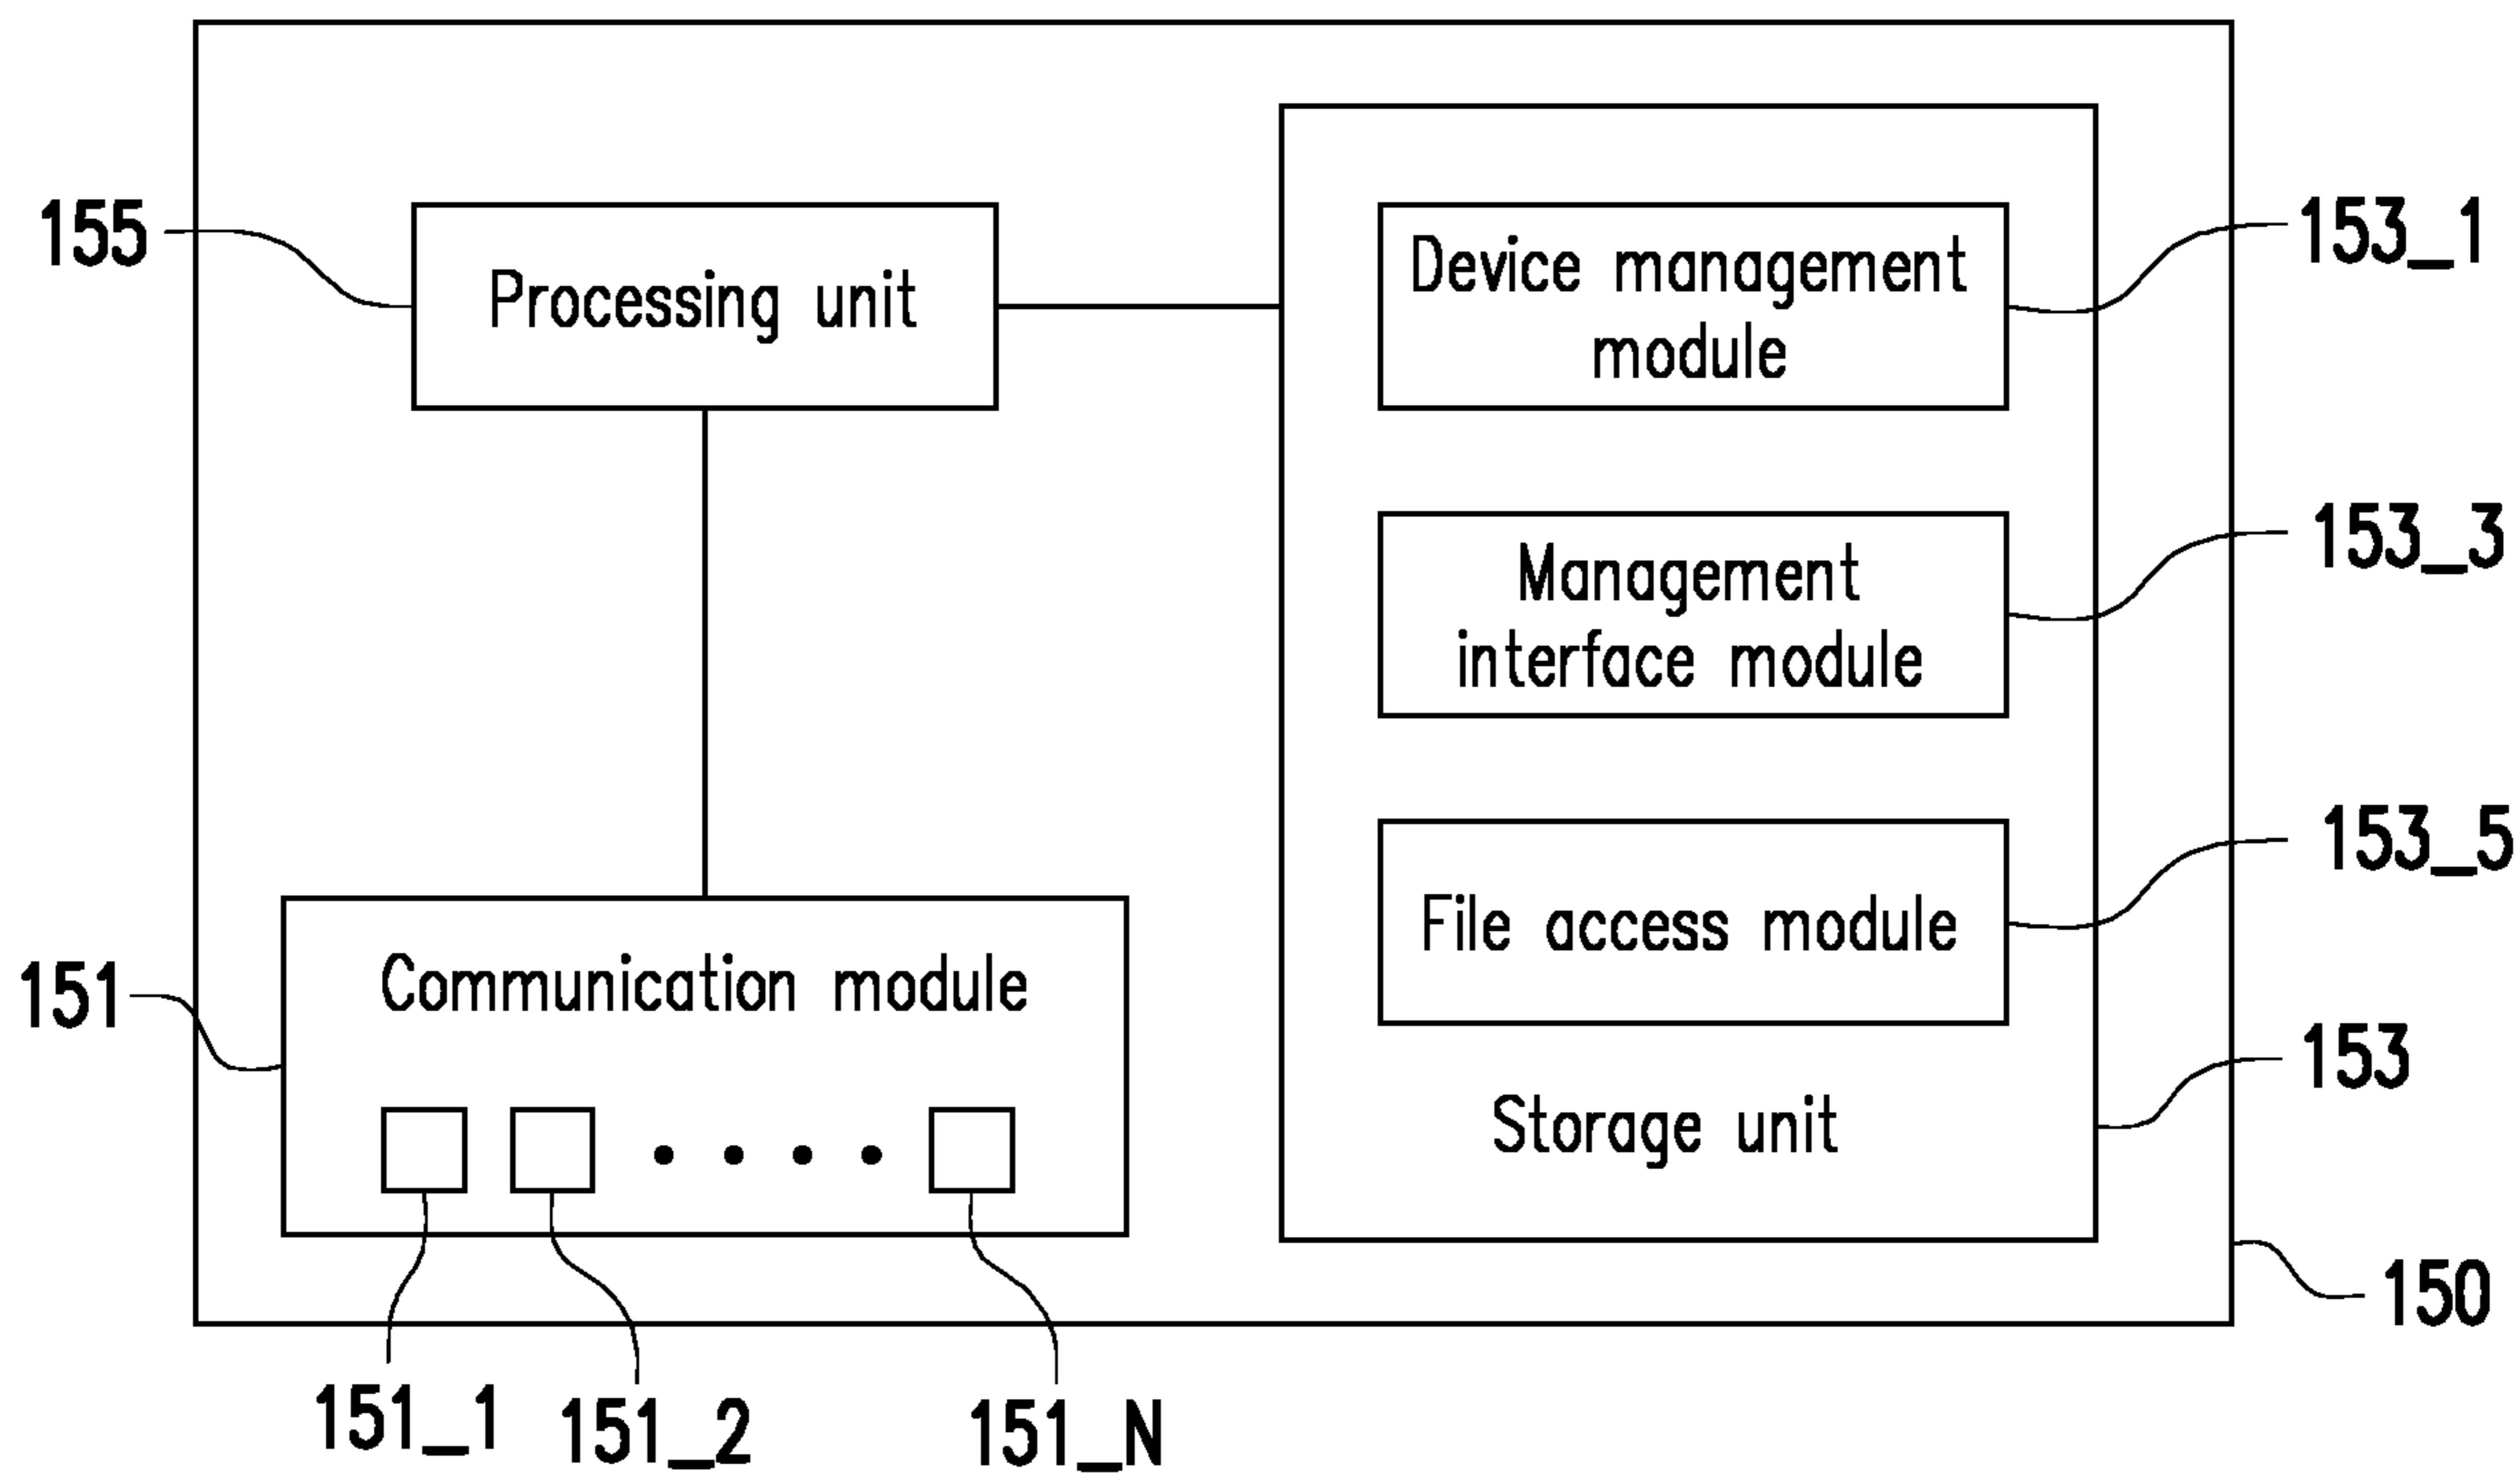 155
Processing unit
Device management
module
153_1
Management
interface module
153_3
File access module
153_5
151
Communication module
Storage unit
153
150
151_1
151_2
151_N